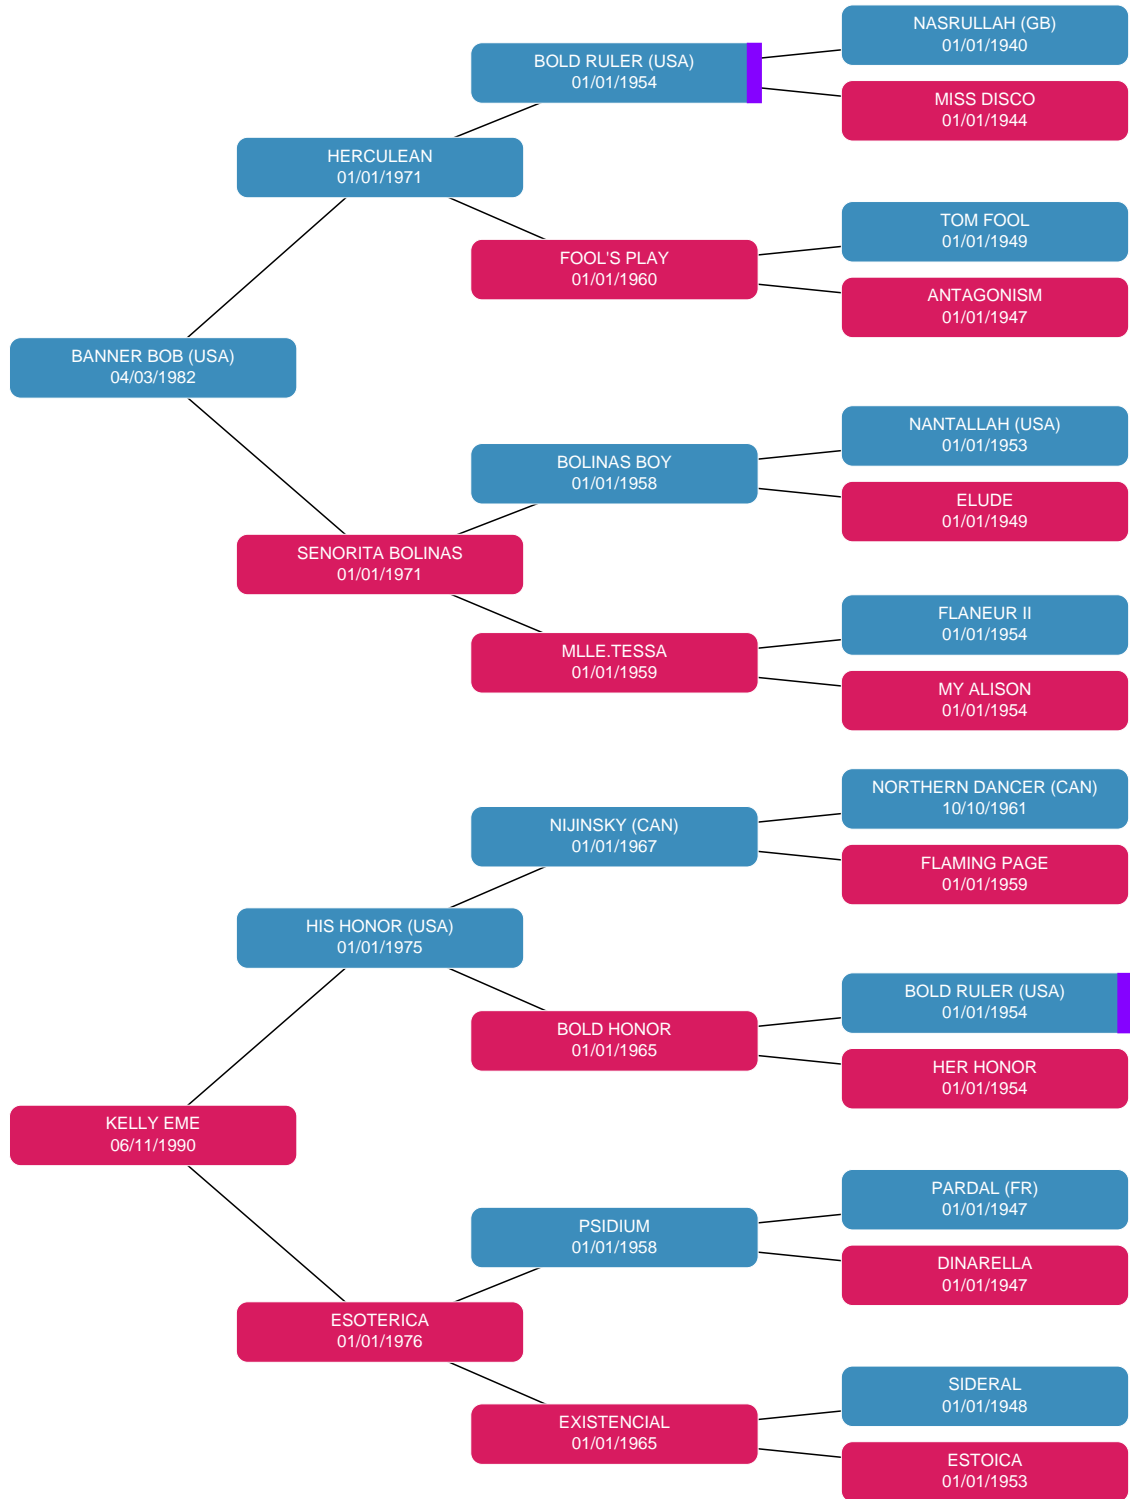 NASRULLAH (GB)
01/01/1940
BOLD RULER (USA)
01/01/1954
MISS DISCO
01/01/1944
HERCULEAN
01/01/1971
TOM FOOL
01/01/1949
FOOL'S PLAY
01/01/1960
ANTAGONISM
01/01/1947
BANNER BOB (USA)
04/03/1982
NANTALLAH (USA)
01/01/1953
BOLINAS BOY
01/01/1958
ELUDE
01/01/1949
SENORITA BOLINAS
01/01/1971
FLANEUR II
01/01/1954
MLLE.TESSA
01/01/1959
MY ALISON
01/01/1954
NORTHERN DANCER (CAN)
10/10/1961
NIJINSKY (CAN)
01/01/1967
FLAMING PAGE
01/01/1959
HIS HONOR (USA)
01/01/1975
BOLD RULER (USA)
01/01/1954
BOLD HONOR
01/01/1965
HER HONOR
01/01/1954
KELLY EME
06/11/1990
PARDAL (FR)
01/01/1947
PSIDIUM
01/01/1958
DINARELLA
01/01/1947
ESOTERICA
01/01/1976
SIDERAL
01/01/1948
EXISTENCIAL
01/01/1965
ESTOICA
01/01/1953